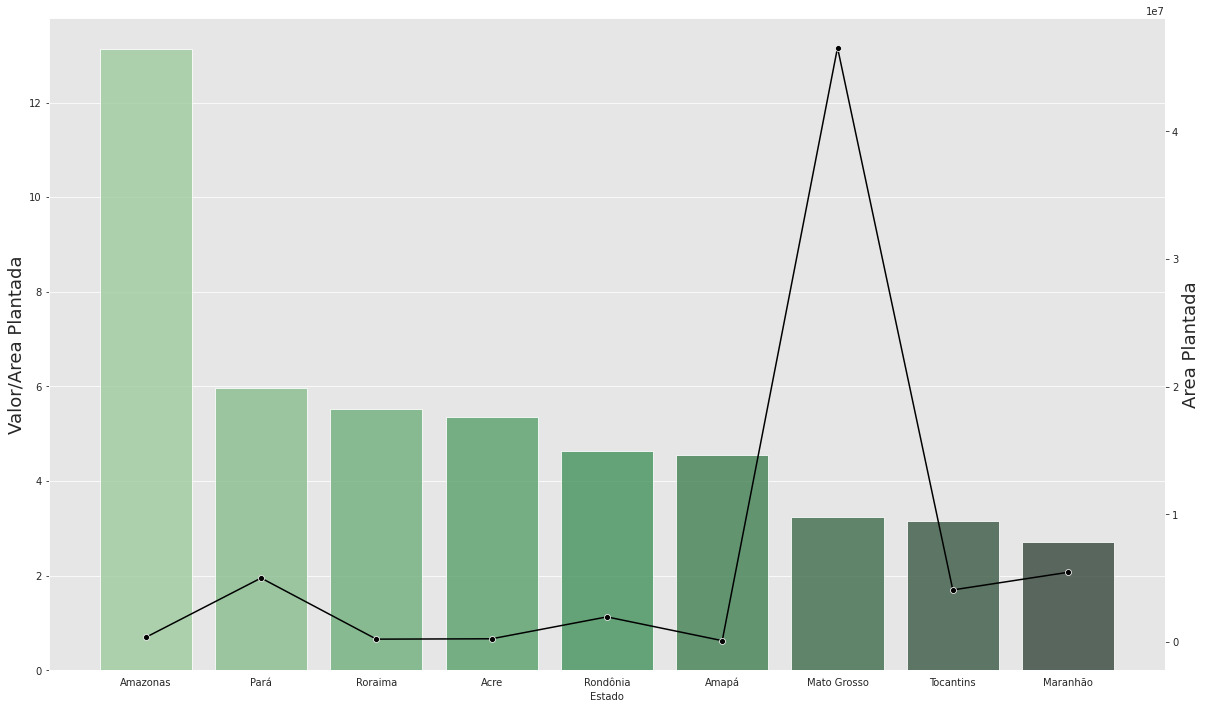 1e7
12
10
8
6
4
2
0
Valor/Area Plantada
4
3
2
1
0
Area Plantada
Amazonas Pará Roraima Acre Rondônia Amapá Mato Grosso Tocantins Maranhão
Estado